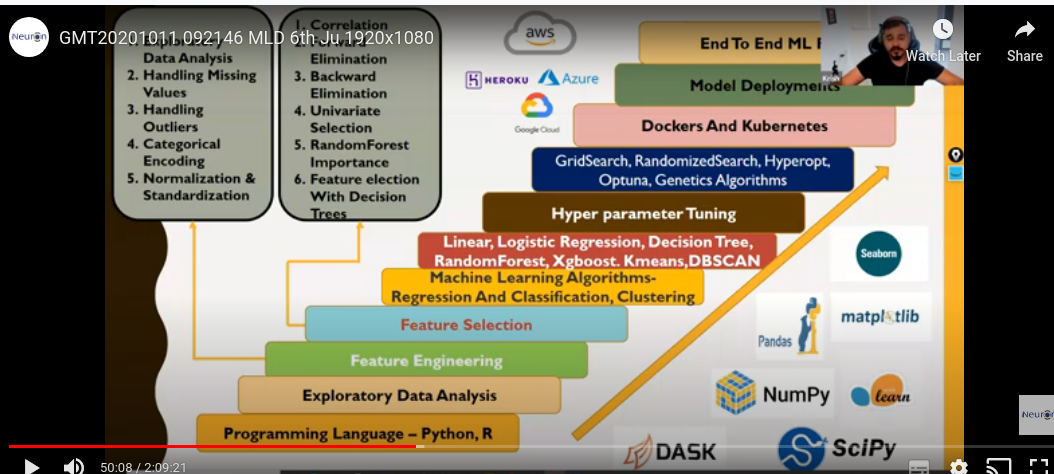 iNeuron
GMT20201011 092146 MLD 6th Ju 1920x1080
Data Analysis
2. Handling Missing
Values
3. Handling
Outliers
4. Categorical
Encoding
5. Normalization &
Standardization
1. Correlation
Elimination
3. Backward
Elimination
4. Univariate
Selection
5. RandomForest
Importance
6. Feature election
With Decision
Trees
aws
HEROKU
Azure
Google Cloud
End To End ML
Watch Later
Share
Model Deployments
Dockers And Kubernetes
GridSearch, RandomizedSearch, Hyperopt,
Optuna, Genetics Algorithms
Hyper parameter Tuning
Linear, Logistic Regression, Decision Tree,
RandomForest, Xgboost. Kmeans,DBSCAN
Machine Learning Algorithms-
Regression And Classification, Clustering
Feature Selection
Feature Engineering
Exploratory Data Analysis
Programming Language – Python, R
Seaborn
matplotlib
Pandas
NumPy
learn
iNeuron
DASK
SciPy
50:08 / 2:09:21